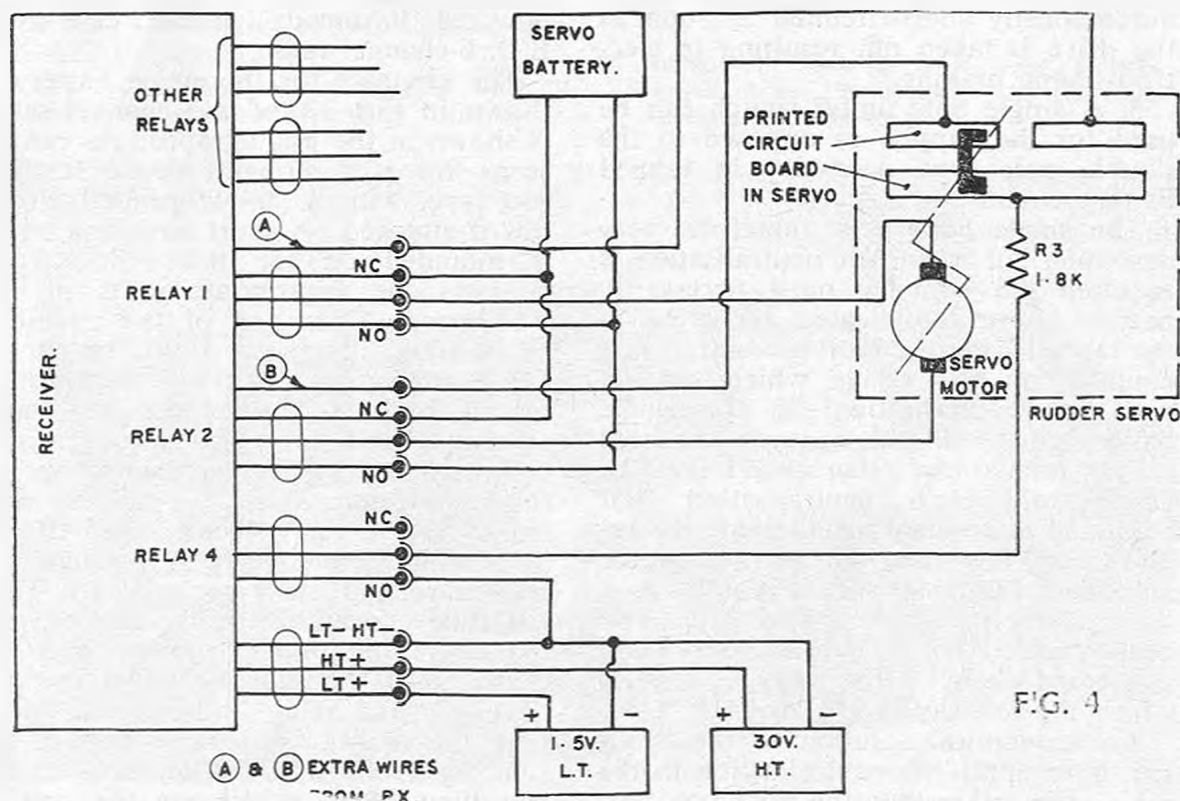 SERVO
BATTERY.
OTHER
RELAYS
PRINTED
CIRCUIT
BOARD
IN SERVO
A
NC
RELAY 1
NO
R3
1.8K
B
NC
RELAY 2
NO
SERVO
MOTOR
RUDDER SERVO
RECEIVER.
NC
RELAY 4
NO
LT- HT-
HT+
LT+
+ - + -
1.5V.
L.T.
30V.
H.T.
FIG. 4
A & B EXTRA WIRES
FROM RX